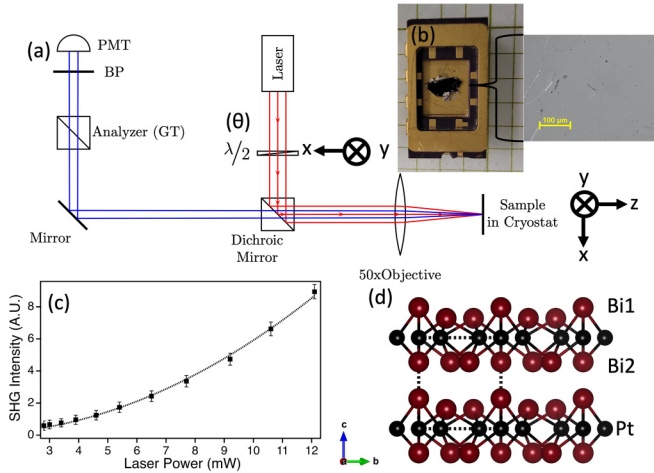 (a)
PMT
BP
Analyzer (GT)
Mirror
Laser
(θ)
λ/2
x
y
Dichroic
Mirror
50xObjective
Sample
in Cryostat
y
z
x
(b)
100 μm
(c)
SHG Intensity (A.U.)
8
6
4
2
0
3 4 5 6 7 8 9 10 11 12
Laser Power (mW)
(d)
Bi1
Bi2
Pt
c
a
b